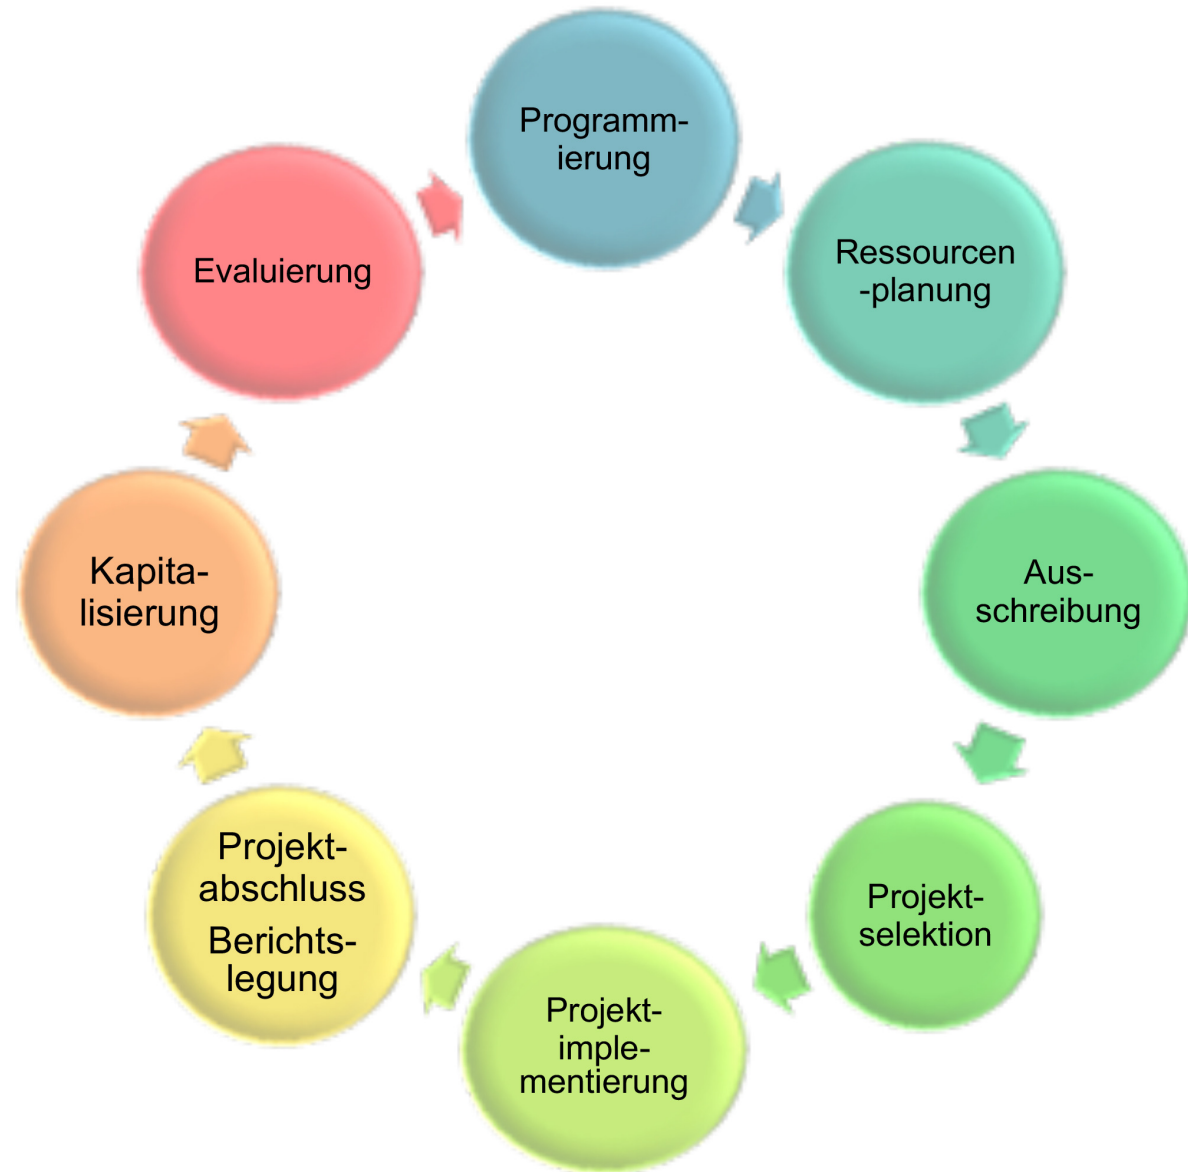 Programm-
ierung
Ressourcen
-planung
Aus-
schreibung
Projekt-
selektion
Projekt-
imple-
mentierung
Projekt-
abschluss
Berichts-
legung
Kapita-
lisierung
Evaluierung